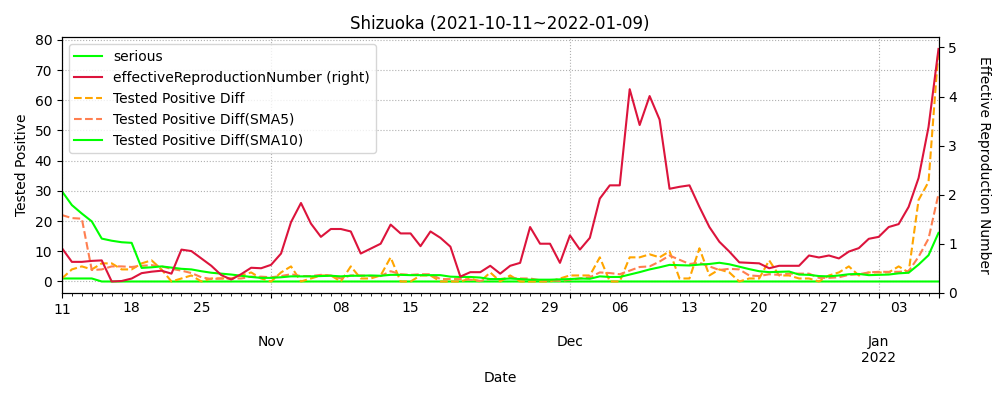 Shizuoka (2021-10-11~2022-01-09)
serious
effectiveReproductionNumber (right)
Tested Positive Diff
Tested Positive Diff(SMA5)
Tested Positive Diff(SMA10)
Tested Positive
80
70
60
50
40
30
20
10
0
5
4
3
2
1
0
Effective Reproduction Number
11 18 25 08 15 22 29 06 13 20 27 03
Nov Dec Jan
2022
Date